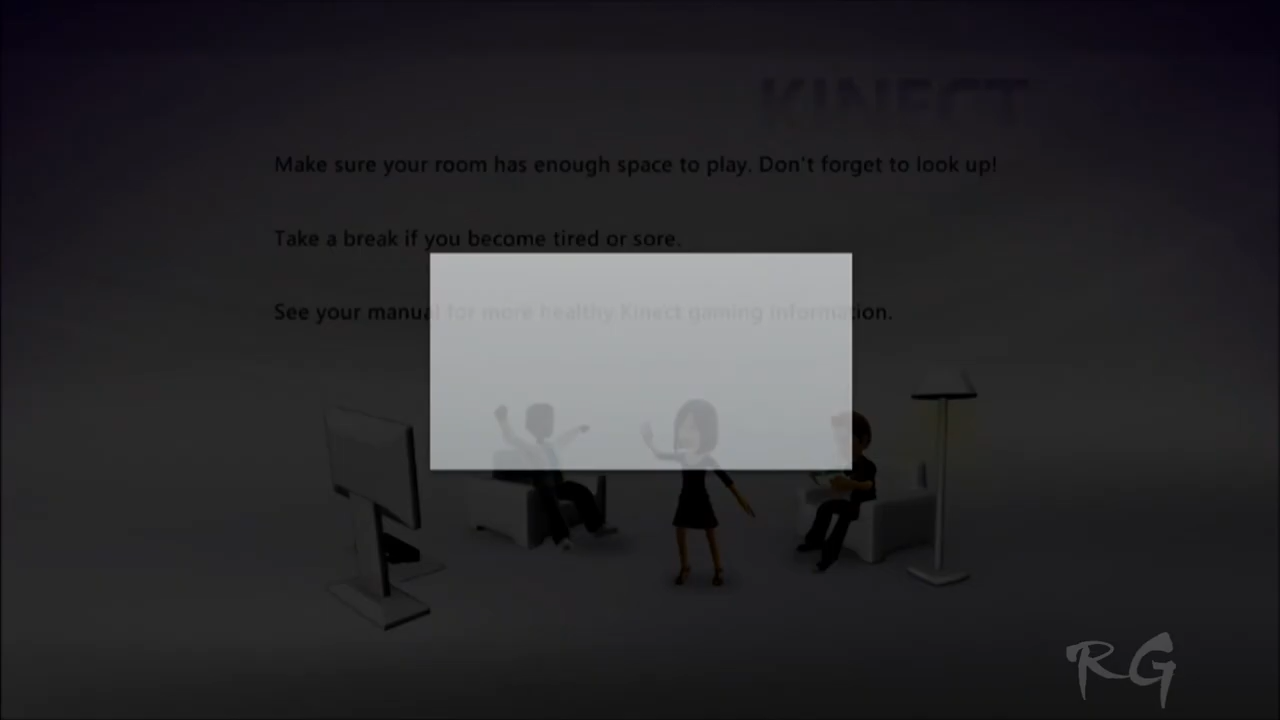 KINECT
Make sure your room has enough space to play. Don't forget to look up!
Take a break if you become tired or sore.
See your manual for more healthy Kinect gaming information.
RG